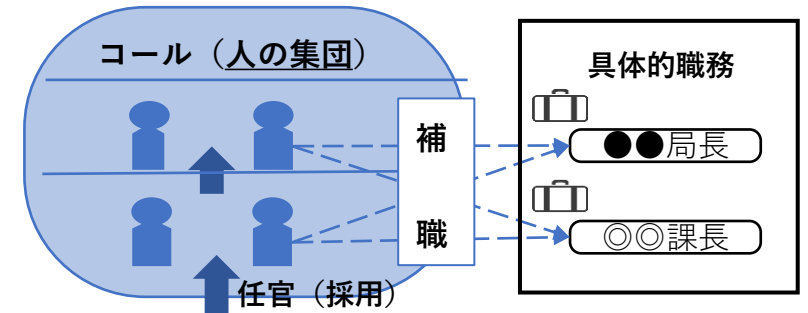 コール（人の集団）
具体的職務
補
職
●●局長
◎◎課長
任官（採用）